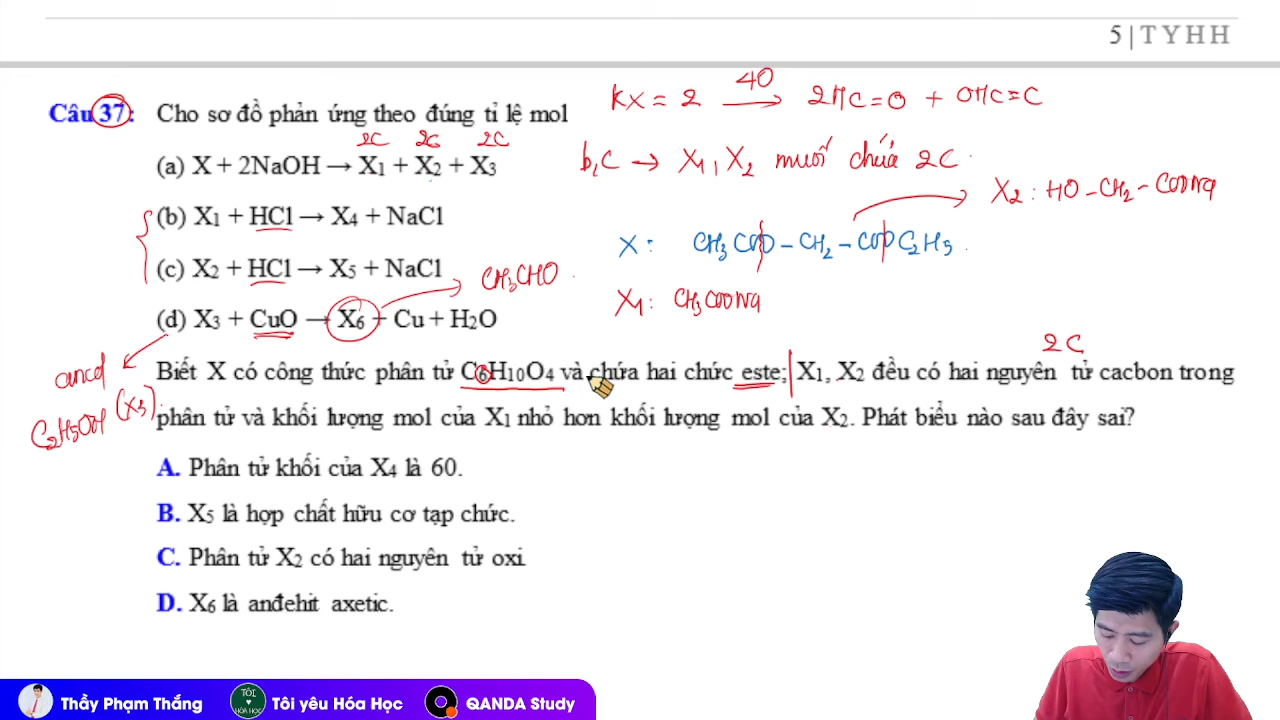 5 | T Y H H
Câu 37: Cho sơ đồ phản ứng theo đúng tỉ lệ mol
kX = 2 4O → 2πC=O + 0πC=C
2C 2C 2C
(a) X + 2NaOH → X1 + X2 + X3
b,C → X1, X2 muối chứa 2C
X2: HO-CH2-COONa
(b) X1 + HCl → X4 + NaCl
X: CH3COO-CH2-COOC2H5
(c) X2 + HCl → X5 + NaCl
CH3CHO
X1: CH3COONa
(d) X3 + CuO → X6 + Cu + H2O
ancol
(X3)
C2H5OH
2C
Biết X có công thức phân tử C6H10O4 và chứa hai chức este; X1, X2 đều có hai nguyên tử cacbon trong
phân tử và khối lượng mol của X1 nhỏ hơn khối lượng mol của X2. Phát biểu nào sau đây sai?
A. Phân tử khối của X4 là 60.
B. X5 là hợp chất hữu cơ tạp chức.
C. Phân tử X2 có hai nguyên tử oxi.
D. X6 là anđehit axetic.
Thầy Phạm Thắng
TÔI ♥ HÓA HỌC
Tôi yêu Hóa Học
QANDA Study